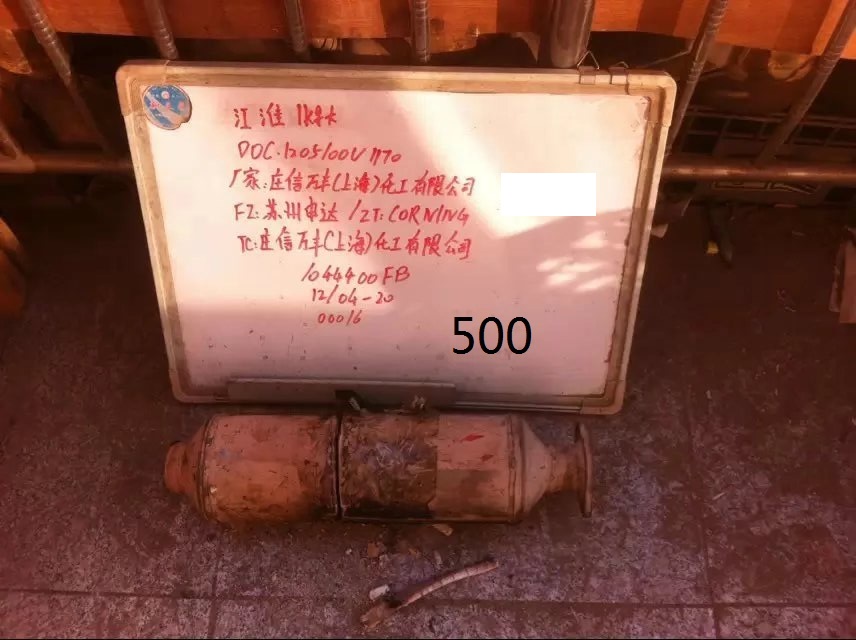 江淮 1k2卡
DOC:1205100U1770
厂家:庄信万丰(上海)化工有限公司
FZ:苏州申达/ZT:CORNING
TC:庄信万丰(上海)化工有限公司
1044400FB
12/04-20
00016
500